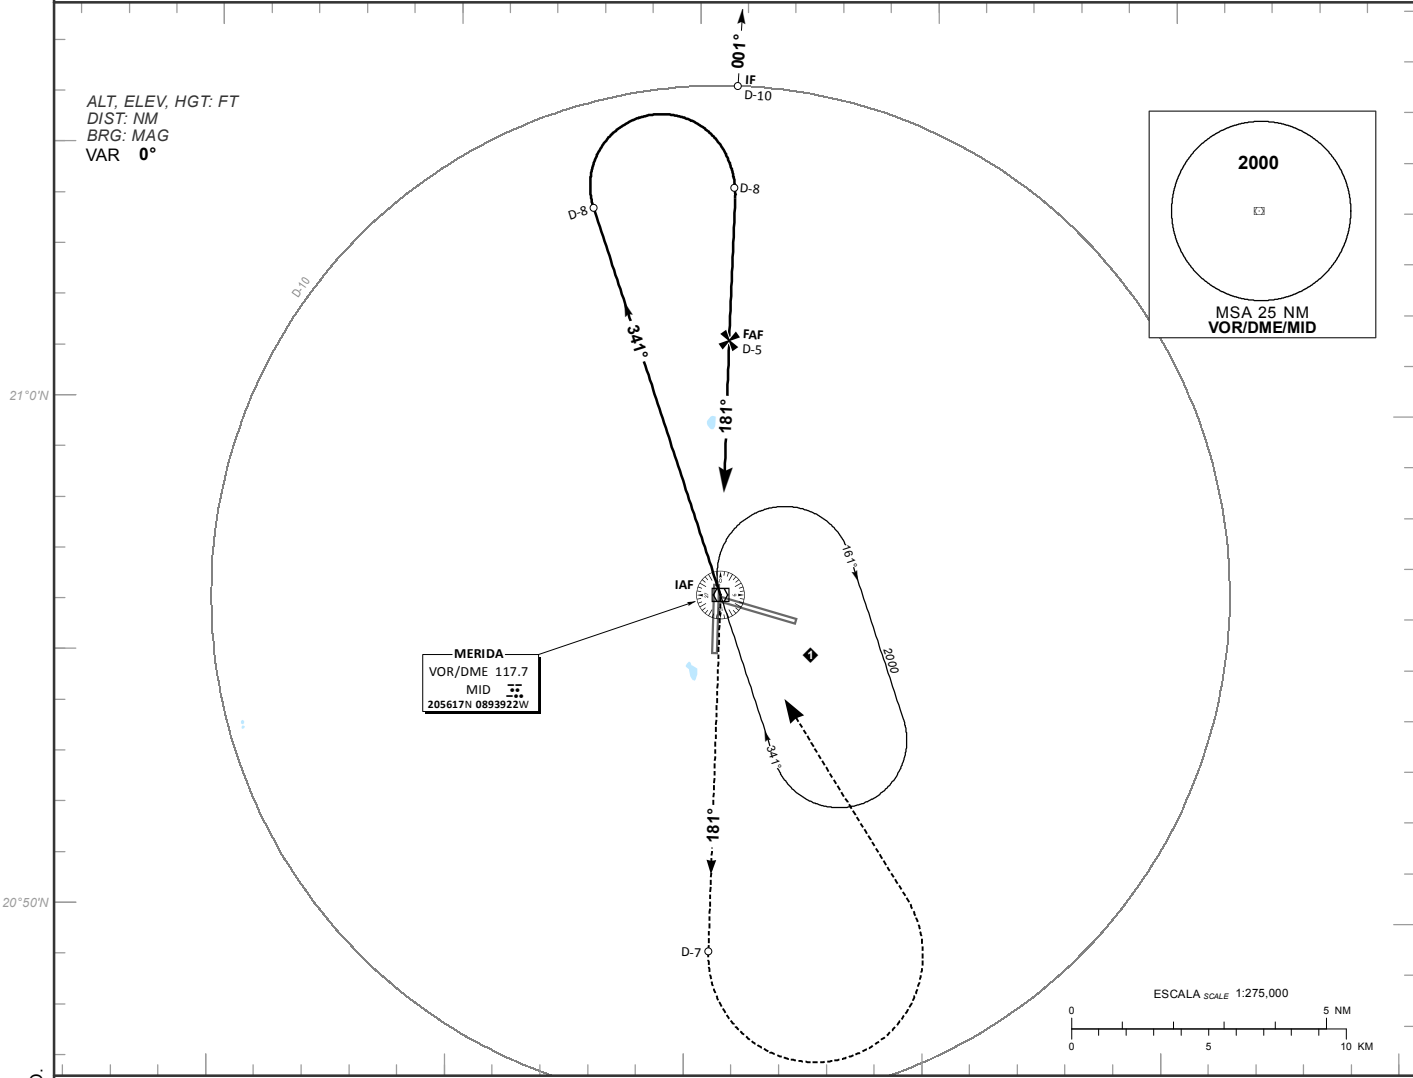 001°
IF
D-10
ALT, ELEV, HGT: FT
DIST: NM
BRG: MAG
VAR 0°
2000
MSA 25 NM
VOR/DME/MID
D-8
D-8
D-10
341°
FAF
D-5
21°0'N
181°
161°
IAF
MERIDA
VOR/DME 117.7
MID
205617N 0893922W
1
2000
341°
181°
20°50'N
D-7
ESCALA SCALE 1:275,000
0 5 NM
0 5 10 KM